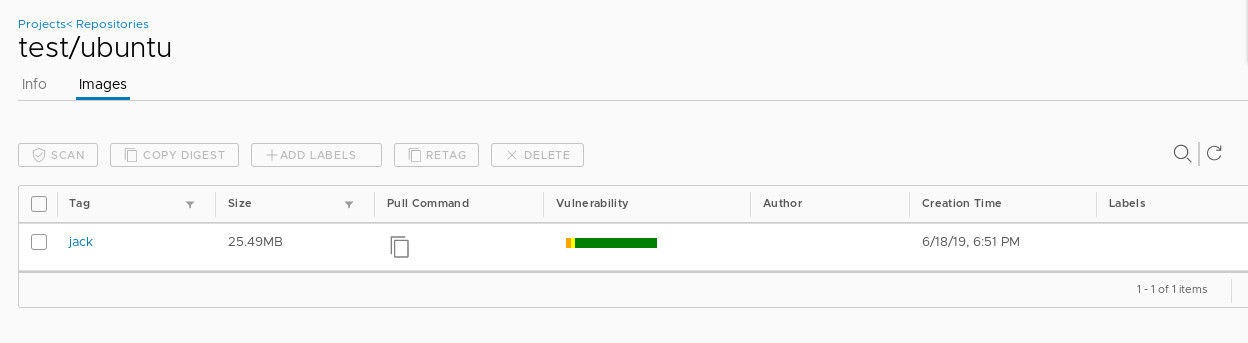 Projects< Repositories
test/ubuntu
Info Images
SCAN COPY DIGEST ADD LABELS RETAG DELETE
Tag Size Pull Command Vulnerability Author Creation Time Labels
jack 25.49MB 6/18/19, 6:51 PM
1 - 1 of 1 items